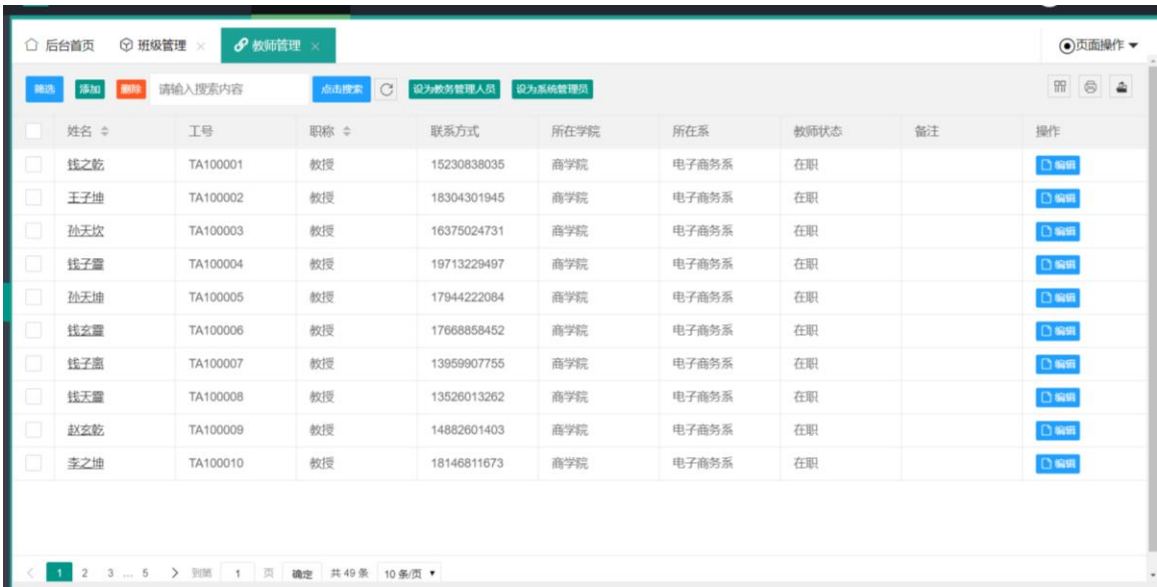 后台首页 班级管理 × 教师管理 × 页面操作
筛选 添加 删除 请输入搜索内容 点击搜索 设为教务管理人员 设为系统管理员
姓名 工号 职称 联系方式 所在学院 所在系 教师状态 备注 操作
钱之乾 TA100001 教授 15230838035 商学院 电子商务系 在职 编辑
王子坤 TA100002 教授 18304301945 商学院 电子商务系 在职 编辑
孙天坎 TA100003 教授 16375024731 商学院 电子商务系 在职 编辑
钱子震 TA100004 教授 19713229497 商学院 电子商务系 在职 编辑
孙天坤 TA100005 教授 17944222084 商学院 电子商务系 在职 编辑
钱玄震 TA100006 教授 17668858452 商学院 电子商务系 在职 编辑
钱子离 TA100007 教授 13959907755 商学院 电子商务系 在职 编辑
钱天震 TA100008 教授 13526013262 商学院 电子商务系 在职 编辑
赵玄乾 TA100009 教授 14882601403 商学院 电子商务系 在职 编辑
李之坤 TA100010 教授 18146811673 商学院 电子商务系 在职 编辑
< 1 2 3 … 5 > 到第 1 页 确定 共 49 条 10 条/页